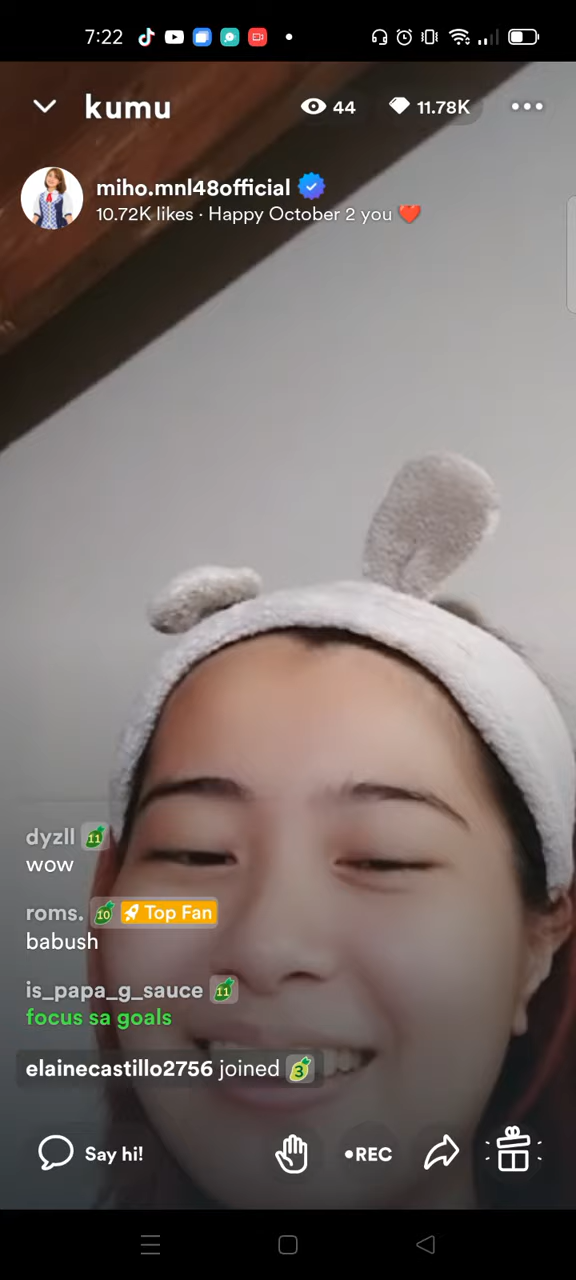 7:22
kumu
44
11.78K
miho.mnl48official
10.72K likes · Happy October 2 you ❤️
dyzll 11
wow
roms. 10 Top Fan
babush
is_papa_g_sauce 11
focus sa goals
elainecastillo2756 joined 3
Say hi!
•REC